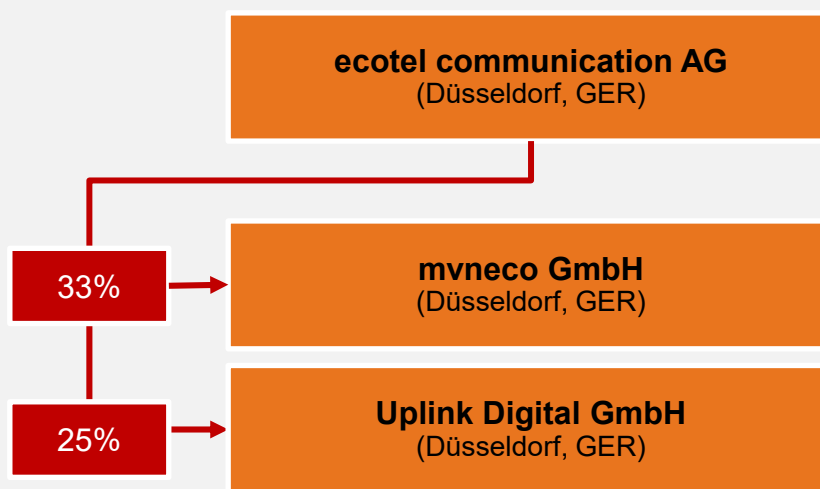 ecotel communication AG
(Düsseldorf, GER)
33%
mvneco GmbH
(Düsseldorf, GER)
25%
Uplink Digital GmbH
(Düsseldorf, GER)